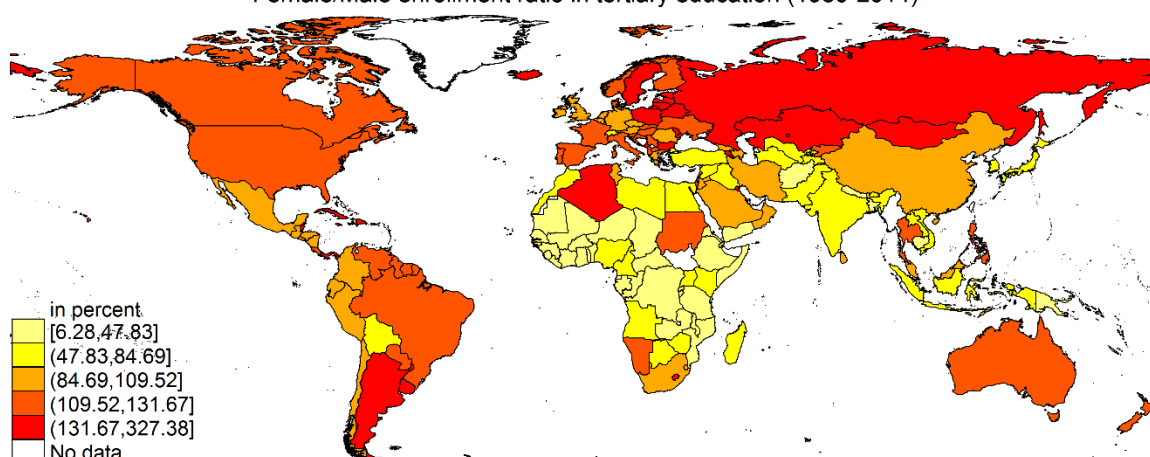 Female/Male enrollment ratio in tertiary education
in percent
[6.28,47.83]
(47.83,84.69]
(84.69,109.52]
(109.52,131.67]
(131.67,327.38]
No data